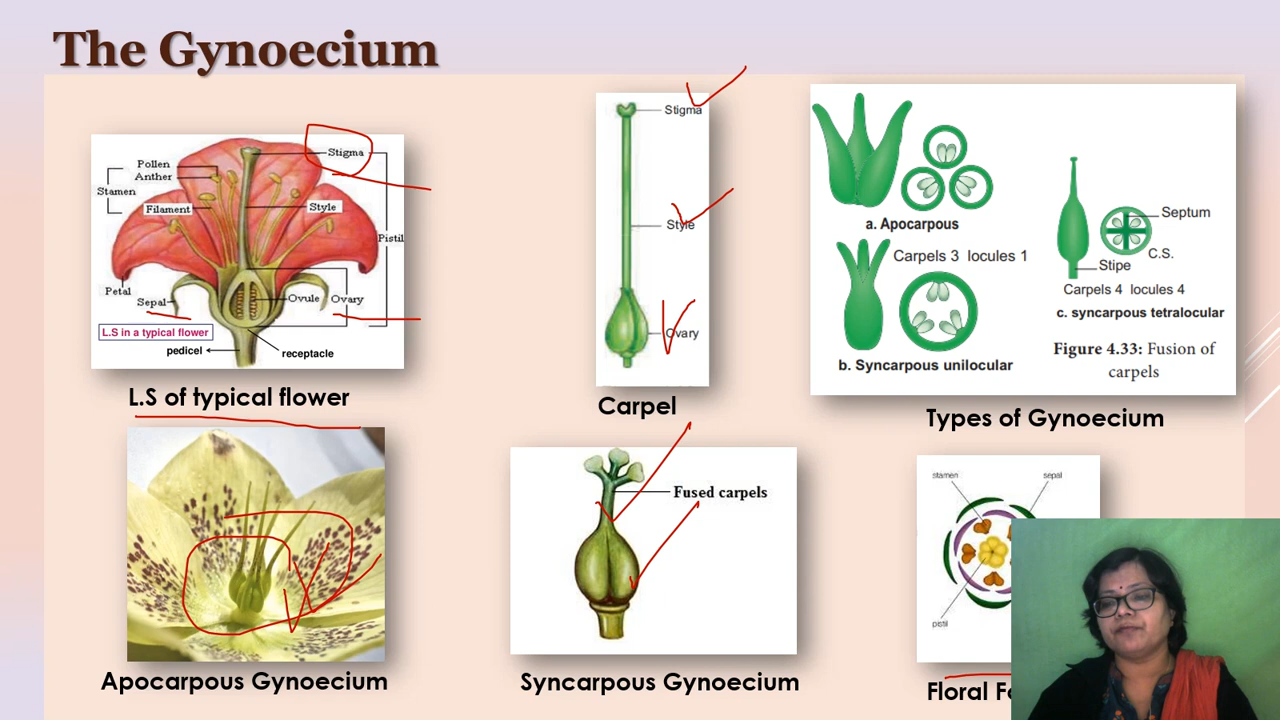 The Gynoecium
Pollen
Anther
Stamen
Filament
Stigma
Style
Pistil
Petal
Sepal
Ovule
Ovary
L.S in a typical flower
pedicel
receptacle
L.S of typical flower
Stigma
Style
Ovary
Carpel
a. Apocarpous
Carpels 3 locules 1
b. Syncarpous unilocular
Septum
C.S.
Stipe
Carpels 4 locules 4
c. syncarpous tetralocular
Figure 4.33: Fusion of
carpels
Types of Gynoecium
Apocarpous Gynoecium
Fused carpels
Syncarpous Gynoecium
stamen
sepal
pistil
Floral